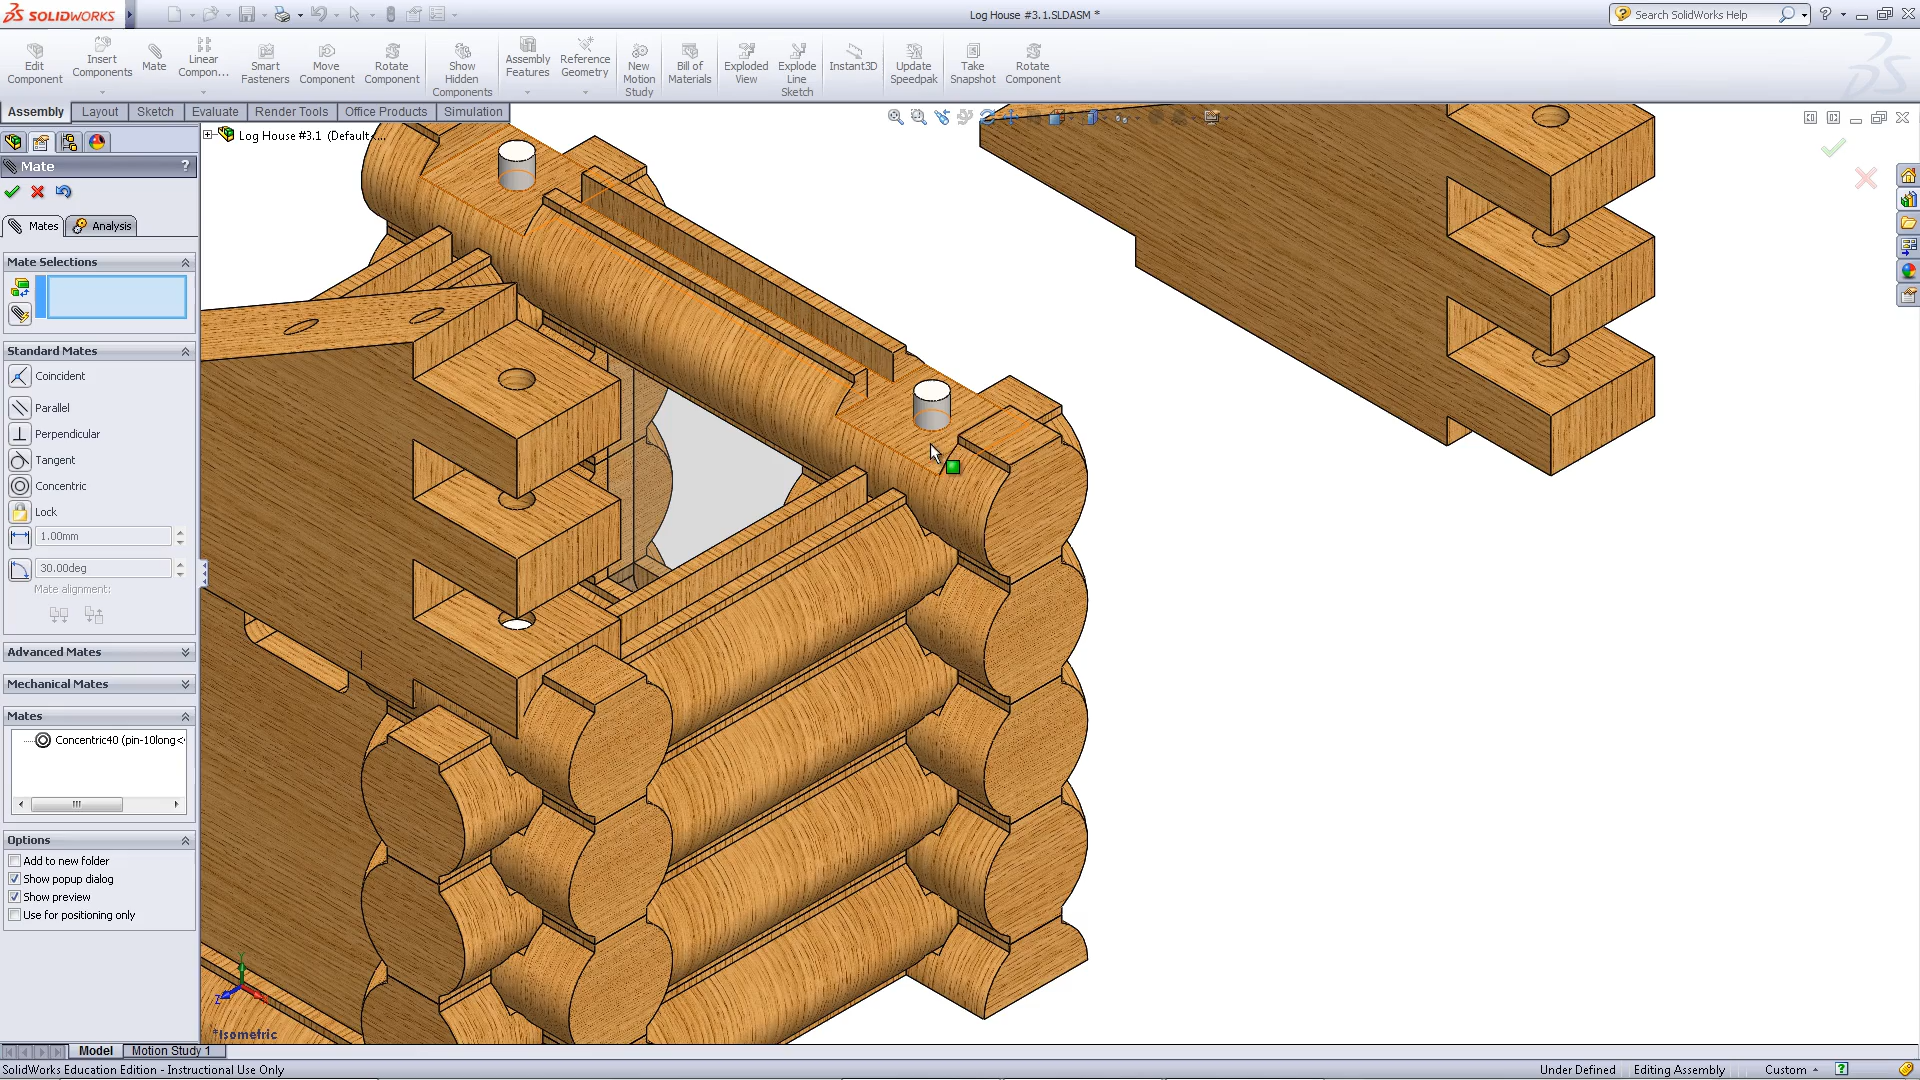 SOLIDWORKS
Log House #3.1.SLDASM *
Search SolidWorks Help
Edit Component
Insert Components
Mate
Linear Compon...
Smart Fasteners
Move Component
Rotate Component
Show Hidden Components
Assembly Features
Reference Geometry
New Motion Study
Bill of Materials
Exploded View
Explode Line Sketch
Instant3D
Update Speedpak
Take Snapshot
Rotate Component
Assembly
Layout
Sketch
Evaluate
Render Tools
Office Products
Simulation
Log House #3.1 (Default<...
Mate
?
Mates
Analysis
Mate Selections
Standard Mates
Coincident
Parallel
Perpendicular
Tangent
Concentric
Lock
1.00mm
30.00deg
Mate alignment:
Advanced Mates
Mechanical Mates
Mates
Concentric40 (pin-10long<
Options
Add to new folder
Show popup dialog
Show preview
Use for positioning only
Y
Z
*Isometric
Model
Motion Study 1
SolidWorks Education Edition - Instructional Use Only
Under Defined
Editing Assembly
Custom
?